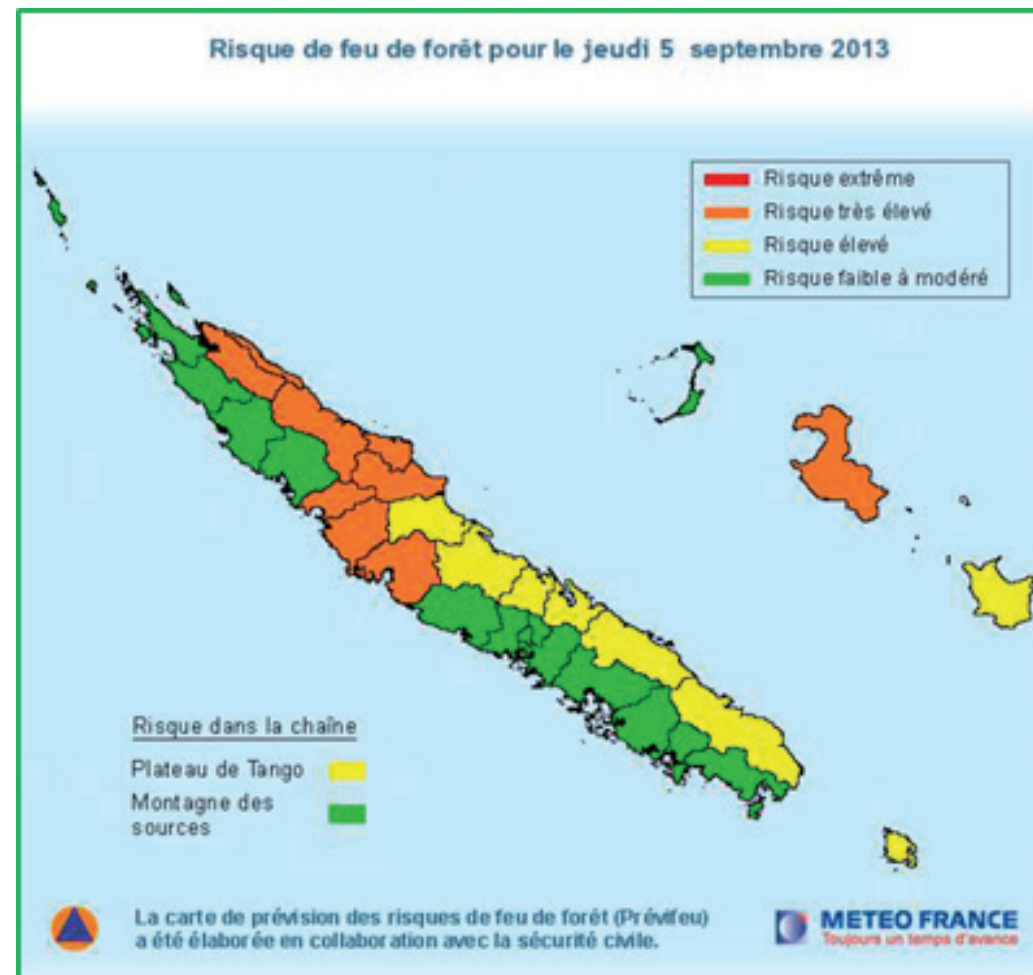 Risque de feu de forêt pour le jeudi 5 septembre 2013
Risque extrême
Risque très élevé
Risque élevé
Risque faible à modéré
Risque dans la chaîne
Plateau de Tango
Montagne des
sources
La carte de prévision des risques de feu de forêt (Prévifeu)
a été élaborée en collaboration avec la sécurité civile.
METEO FRANCE
Toujours un temps d'avance